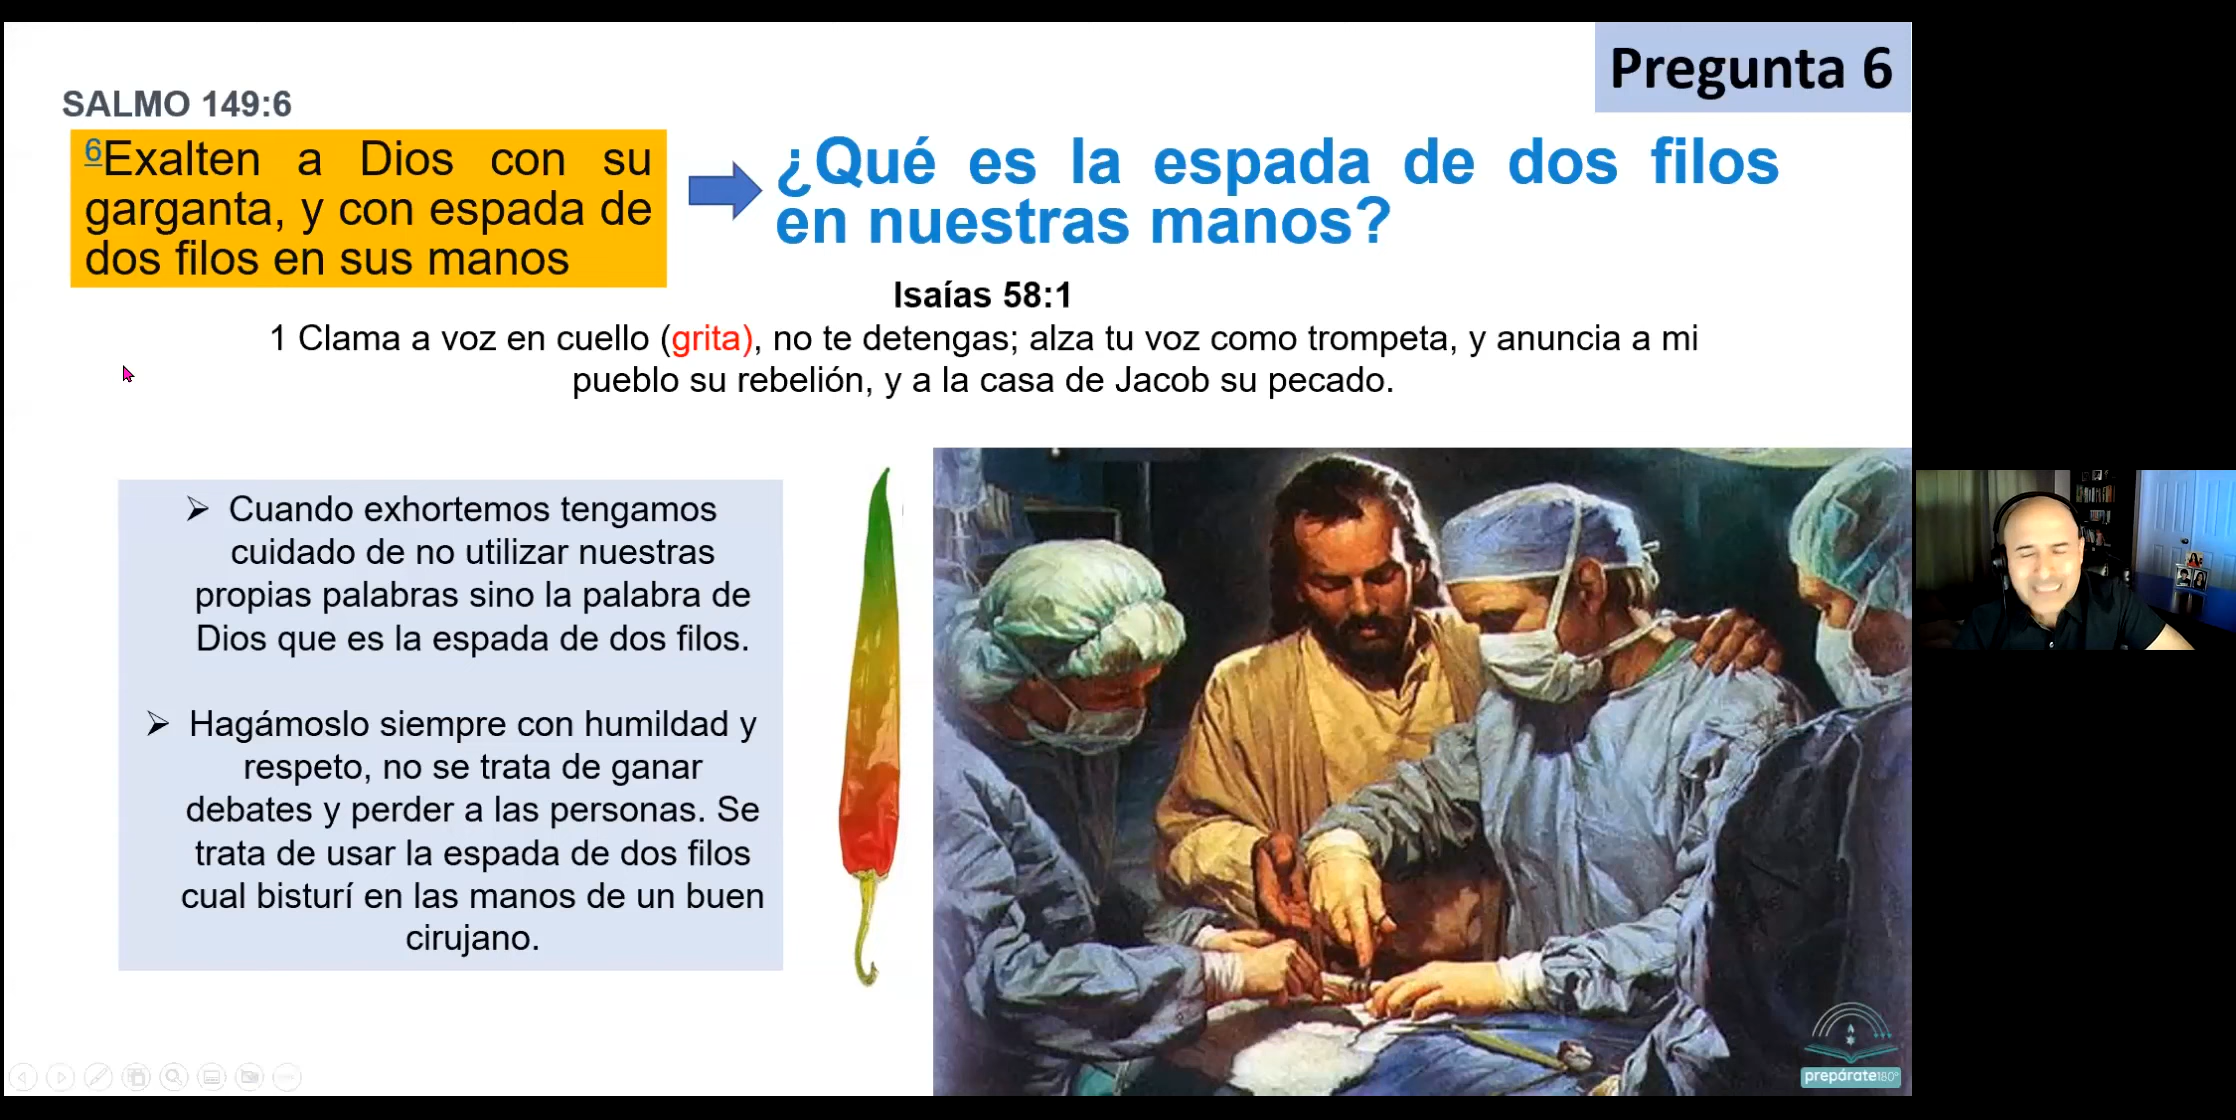 Pregunta 6
SALMO 149:6
6Exalten a Dios con su
garganta, y con espada de
dos filos en sus manos
¿Qué es la espada de dos filos
en nuestras manos?
Isaías 58:1
1 Clama a voz en cuello (grita), no te detengas; alza tu voz como trompeta, y anuncia a mi
pueblo su rebelión, y a la casa de Jacob su pecado.
➢ Cuando exhortemos tengamos
cuidado de no utilizar nuestras
propias palabras sino la palabra de
Dios que es la espada de dos filos.
➢ Hagámoslo siempre con humildad y
respeto, no se trata de ganar
debates y perder a las personas. Se
trata de usar la espada de dos filos
cual bisturí en las manos de un buen
cirujano.
prepárate180°